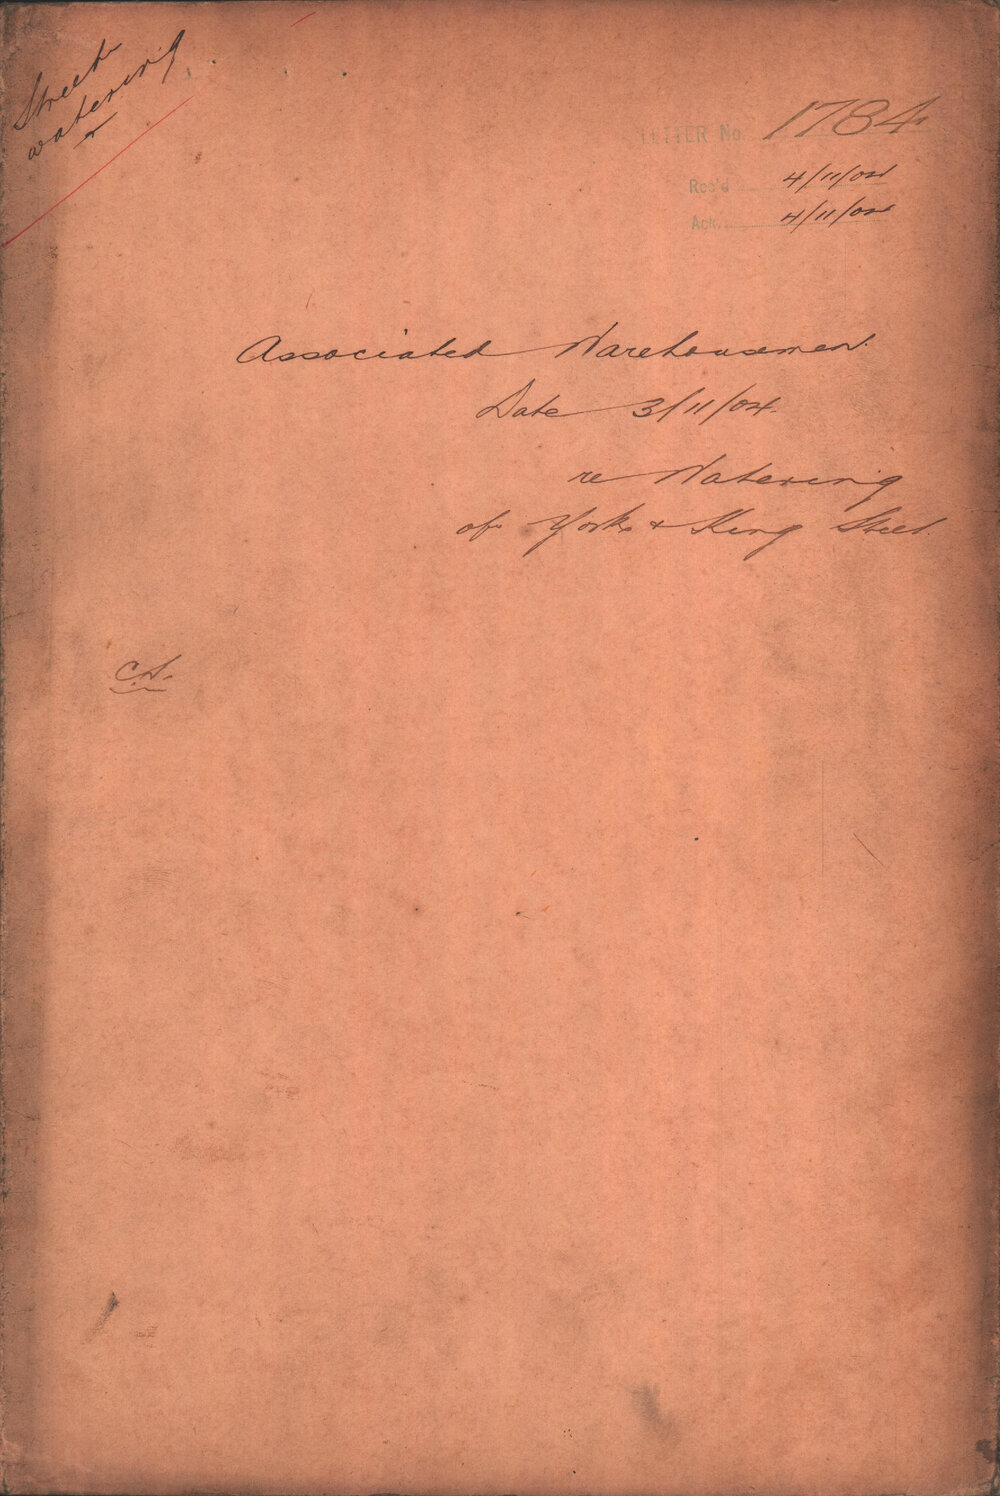 Street
watering
LETTER No. 1784
Rec'd 4/11/04
Ack. 4/11/04
Associated Warehousemen
Date 3/11/04.
re Watering
of York & King Street.